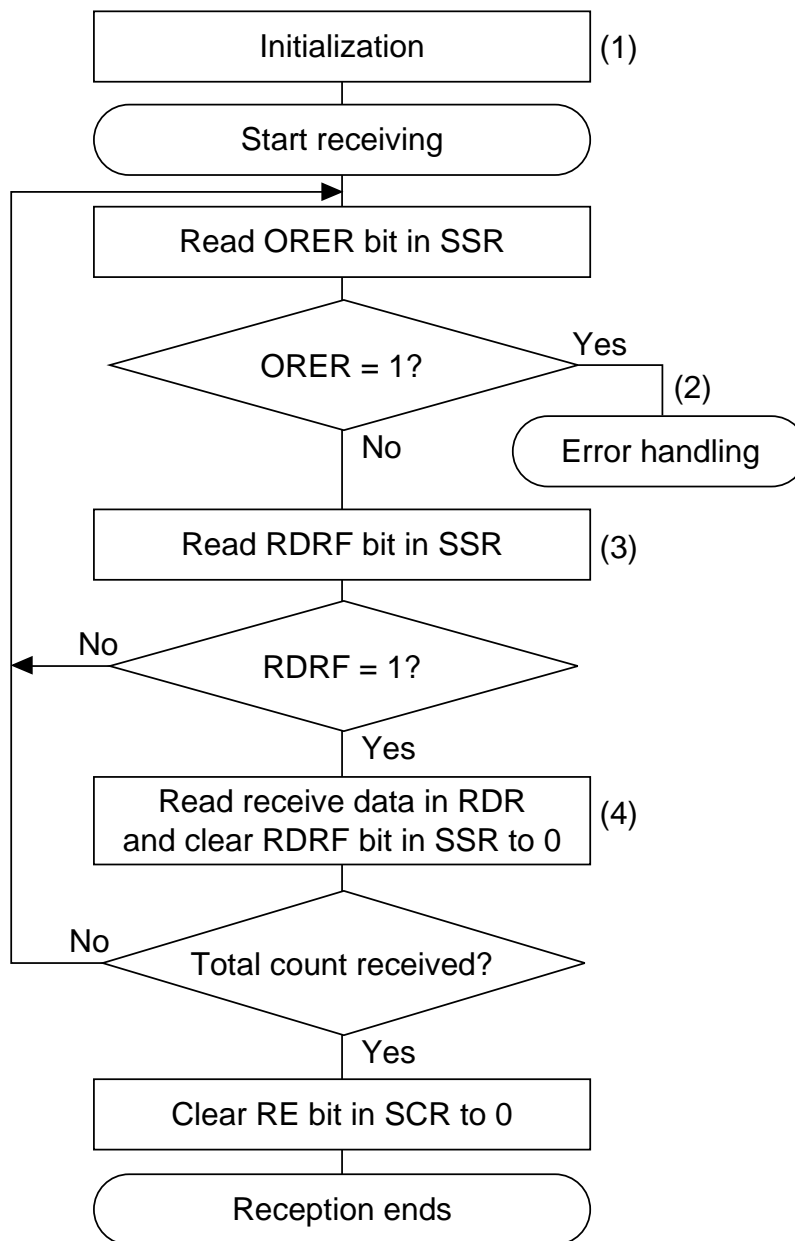 Initialization
(1)
Start receiving
Read ORER bit in SSR
ORER = 1?
Yes
(2)
Error handling
No
Read RDRF bit in SSR
(3)
No
RDRF = 1?
Yes
Read receive data in RDR
and clear RDRF bit in SSR to 0
(4)
No
Total count received?
Yes
Clear RE bit in SCR to 0
Reception ends